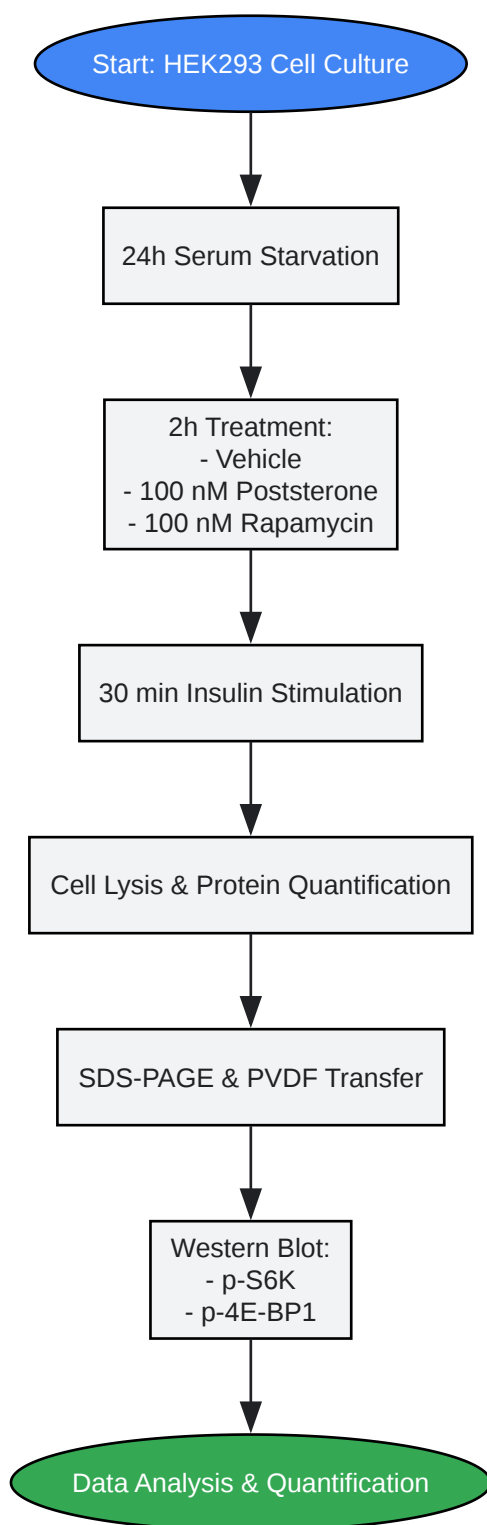 Start: HEK293 Cell Culture
24h Serum Starvation
2h Treatment:
- Vehicle
- 100 nM Poststerone
- 100 nM Rapamycin
30 min Insulin Stimulation
Cell Lysis & Protein Quantification
SDS-PAGE & PVDF Transfer
Western Blot:
- p-S6K
- p-4E-BP1
Data Analysis & Quantification